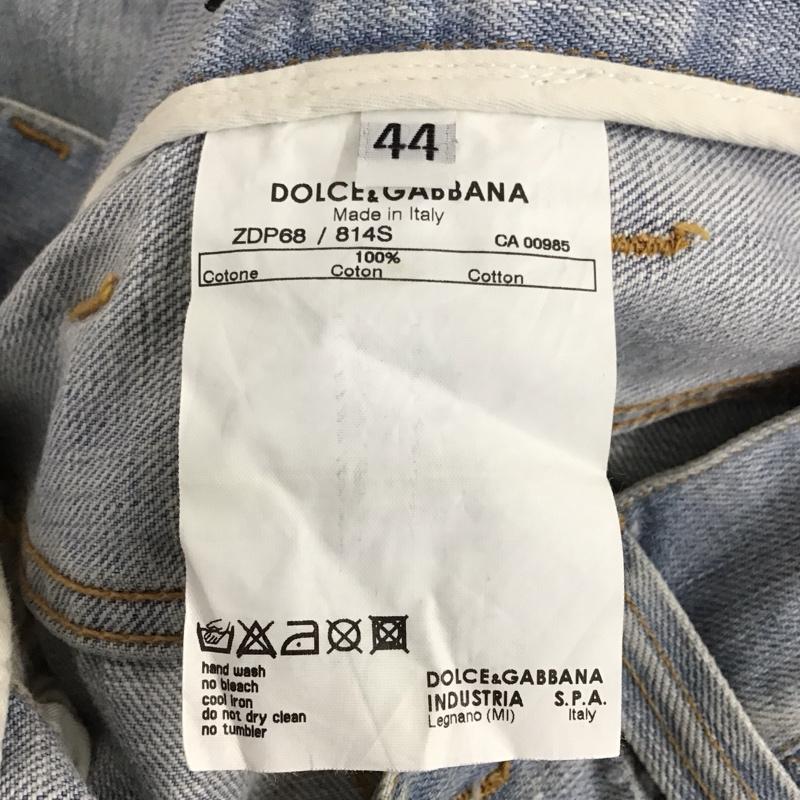 44
DOLCE&GABBANA
Made in Italy
ZDP68 / 814S CA 00985
100%
Cotone Coton Cotton
hand wash
no bleach
cool iron
do not dry clean
no tumbler
DOLCE&GABBANA
INDUSTRIA S.P.A.
Legnano (MI) Italy